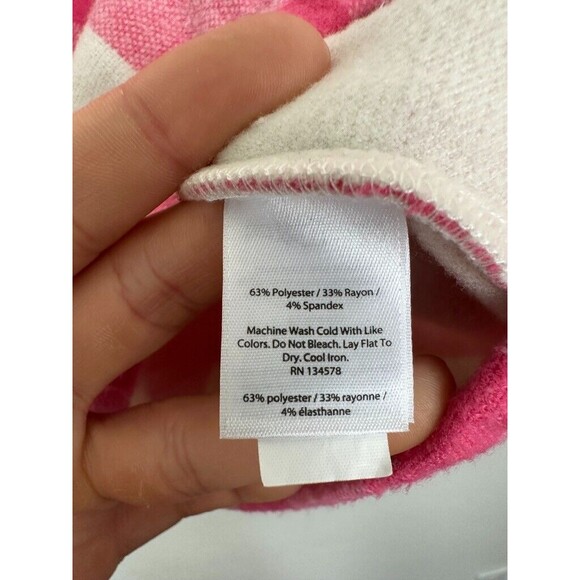 63% Polyester / 33% Rayon /
4% Spandex
Machine Wash Cold With Like
Colors. Do Not Bleach. Lay Flat To
Dry. Cool Iron.
RN 134578
63% polyester / 33% rayonne /
4% élasthanne